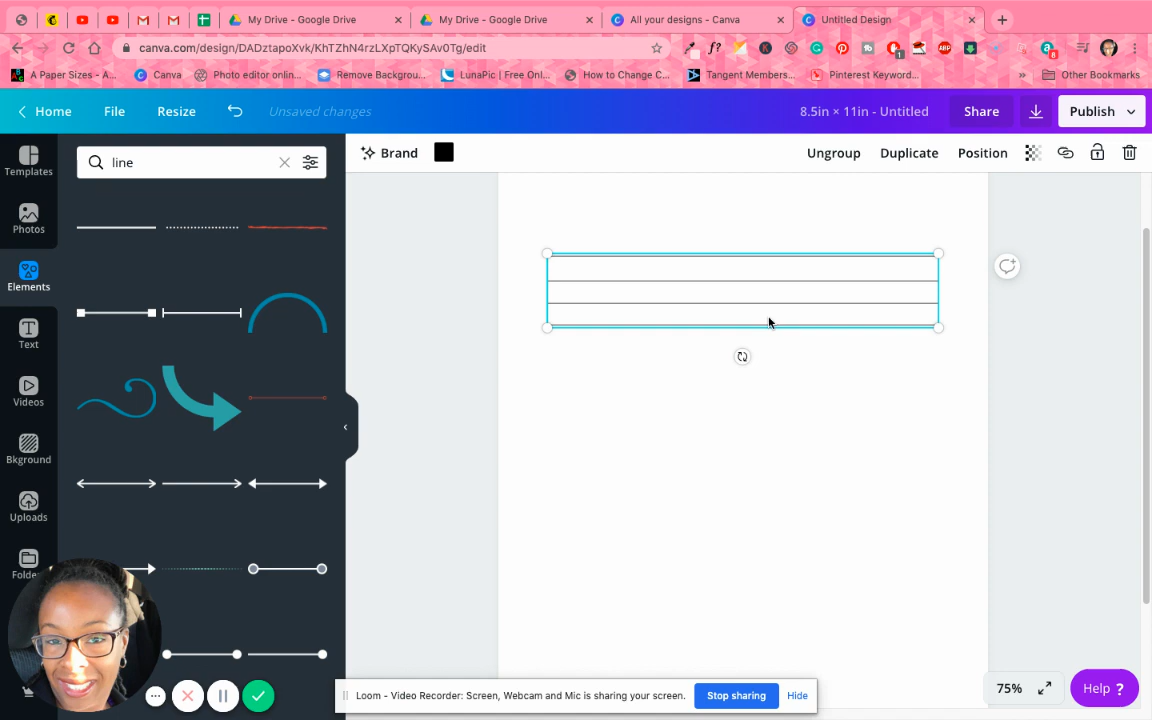 My Drive - Google Drive
My Drive - Google Drive
All your designs - Canva
Untitled Design
canva.com/design/DADztapoXvk/KhTZhN4rzLXpTQKySAv0Tg/edit
f?
1
ABP
8
A Paper Sizes - A...
Canva
Photo editor onlin...
Remove Backgrou...
LunaPic | Free Onl...
How to Change C...
Tangent Members...
Pinterest Keyword...
Other Bookmarks
Home
File
Resize
Unsaved changes
8.5in × 11in - Untitled
Share
Publish
Templates
line
Brand
Ungroup
Duplicate
Position
Photos
Elements
Text
Videos
Bkground
Uploads
Folde
Loom - Video Recorder: Screen, Webcam and Mic is sharing your screen.
Stop sharing
Hide
75%
Help ?